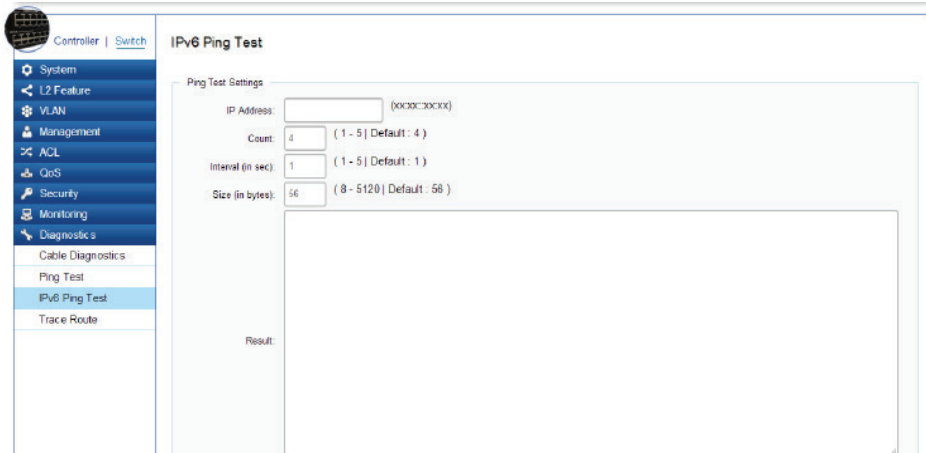 Controller | Switch
IPv6 Ping Test
System
L2 Feature
VLAN
Management
ACL
QoS
Security
Monitoring
Diagnostics
Cable Diagnostics
Ping Test
IPv6 Ping Test
Trace Route
Ping Test Settings
IP Address: (xx:xx::xx:xx)
Count: 4 ( 1 - 5 | Default : 4 )
Interval (in sec): 1 ( 1 - 5 | Default : 1 )
Size (in bytes): 56 ( 8 - 5120 | Default : 56 )
Result: